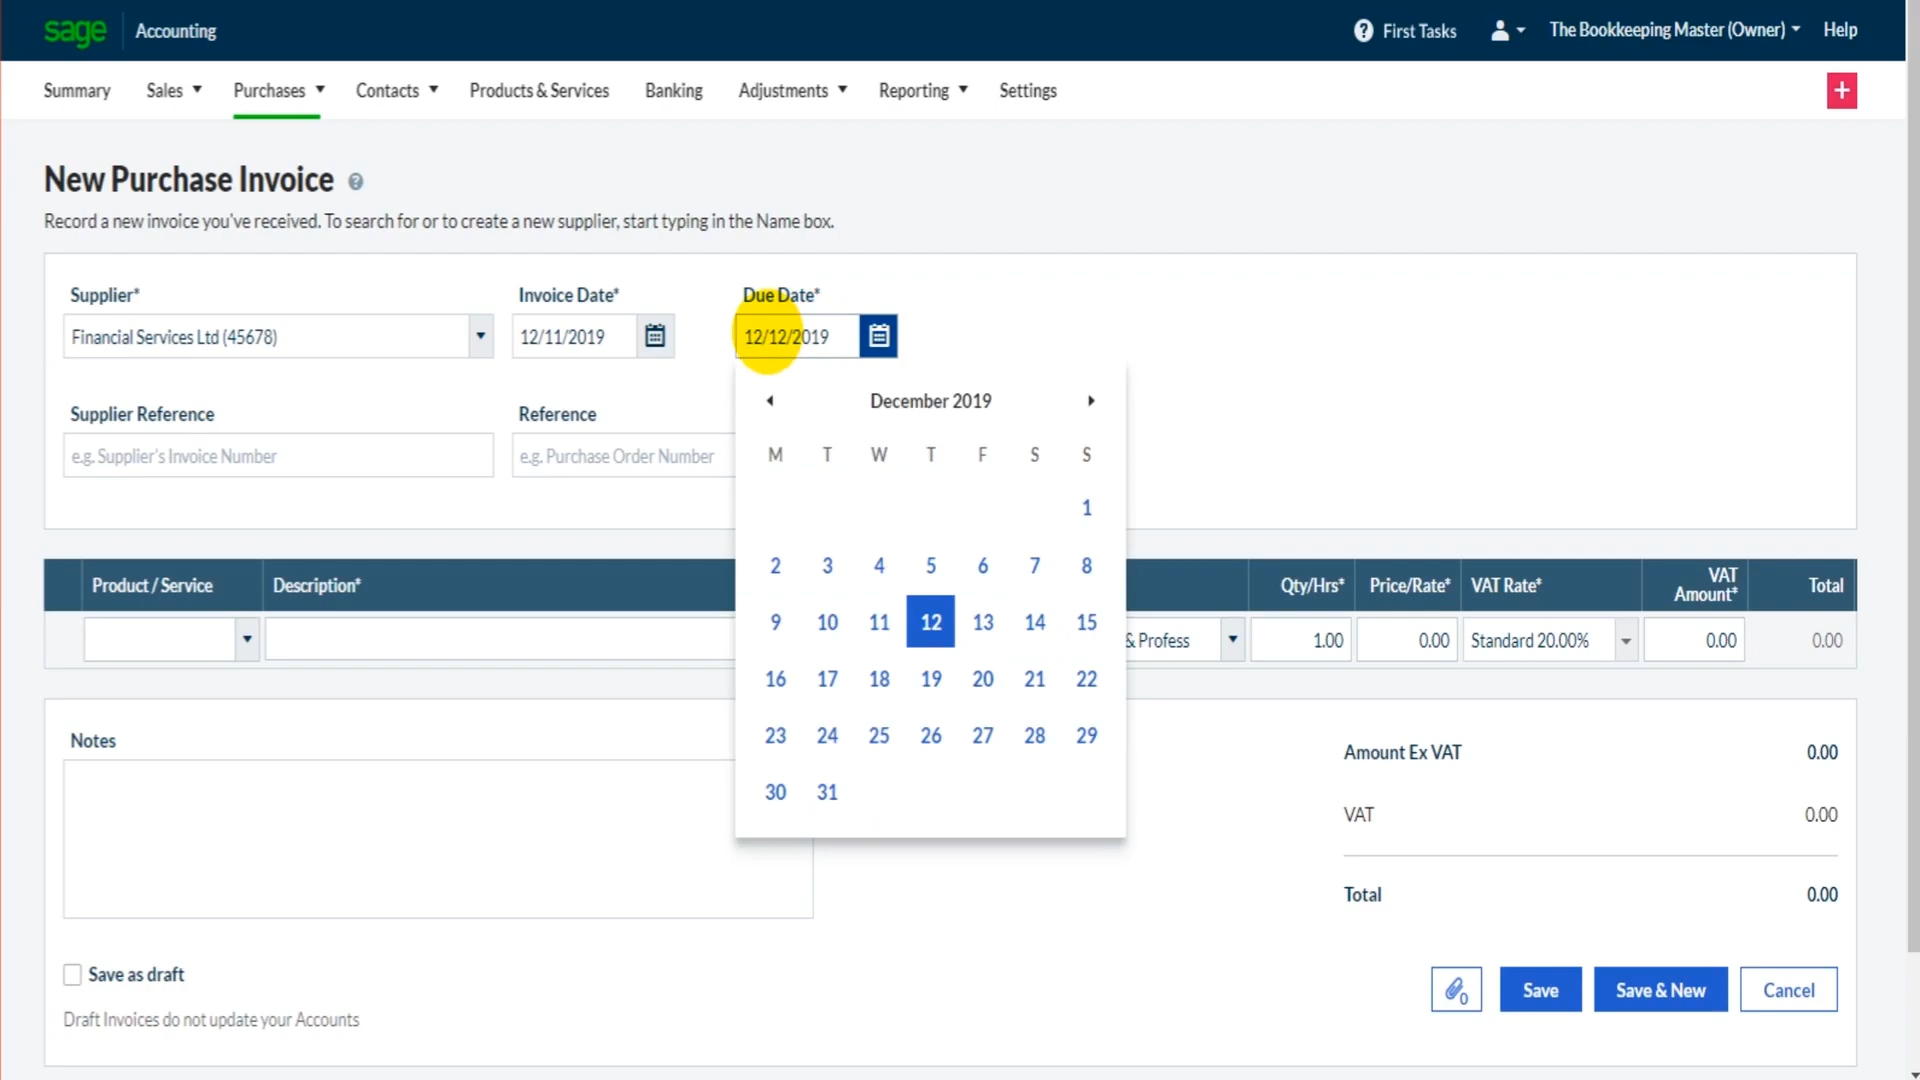 sage Accounting First Tasks The Bookkeeping Master (Owner) Help
Summary Sales Purchases Contacts Products & Services Banking Adjustments Reporting Settings +
New Purchase Invoice ?
Record a new invoice you've received. To search for or to create a new supplier, start typing in the Name box.
Supplier* Invoice Date* Due Date*
Financial Services Ltd (45678) 12/11/2019 12/12/2019
Supplier Reference Reference
e.g. Supplier's Invoice Number e.g. Purchase Order Number
December 2019
M T W T F S S
1
2 3 4 5 6 7 8
9 10 11 12 13 14 15
16 17 18 19 20 21 22
23 24 25 26 27 28 29
30 31
Product / Service Description* Qty/Hrs* Price/Rate* VAT Rate* VAT Amount* Total
& Profess 1.00 0.00 Standard 20.00% 0.00 0.00
Notes
Amount Ex VAT 0.00
VAT 0.00
Total 0.00
Save as draft
Draft Invoices do not update your Accounts
0 Save Save & New Cancel